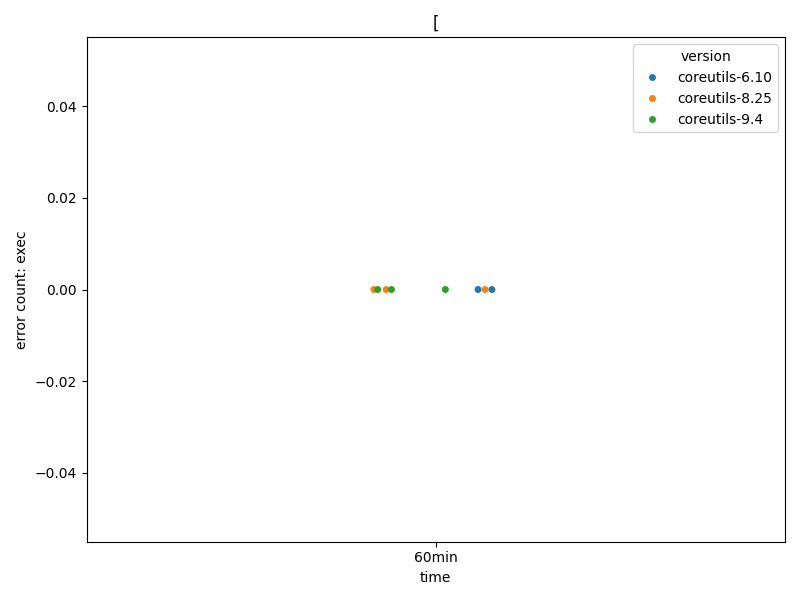 [
version
coreutils-6.10
coreutils-8.25
coreutils-9.4
0.04
0.02
0.00
−0.02
−0.04
error count: exec
60min
time